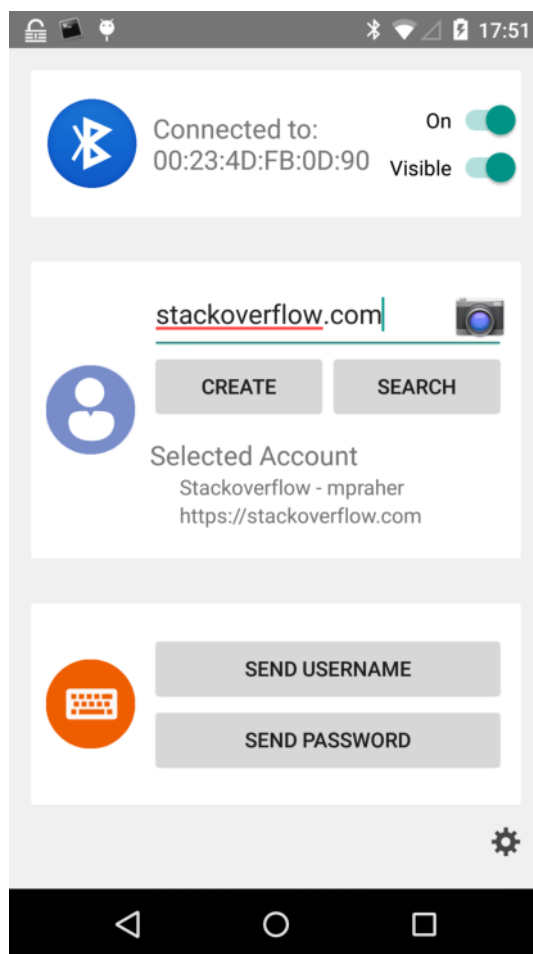 17:51
Connected to:
00:23:4D:FB:0D:90
On
Visible
stackoverflow.com
CREATE
SEARCH
Selected Account
Stackoverflow - mpraher
https://stackoverflow.com
SEND USERNAME
SEND PASSWORD